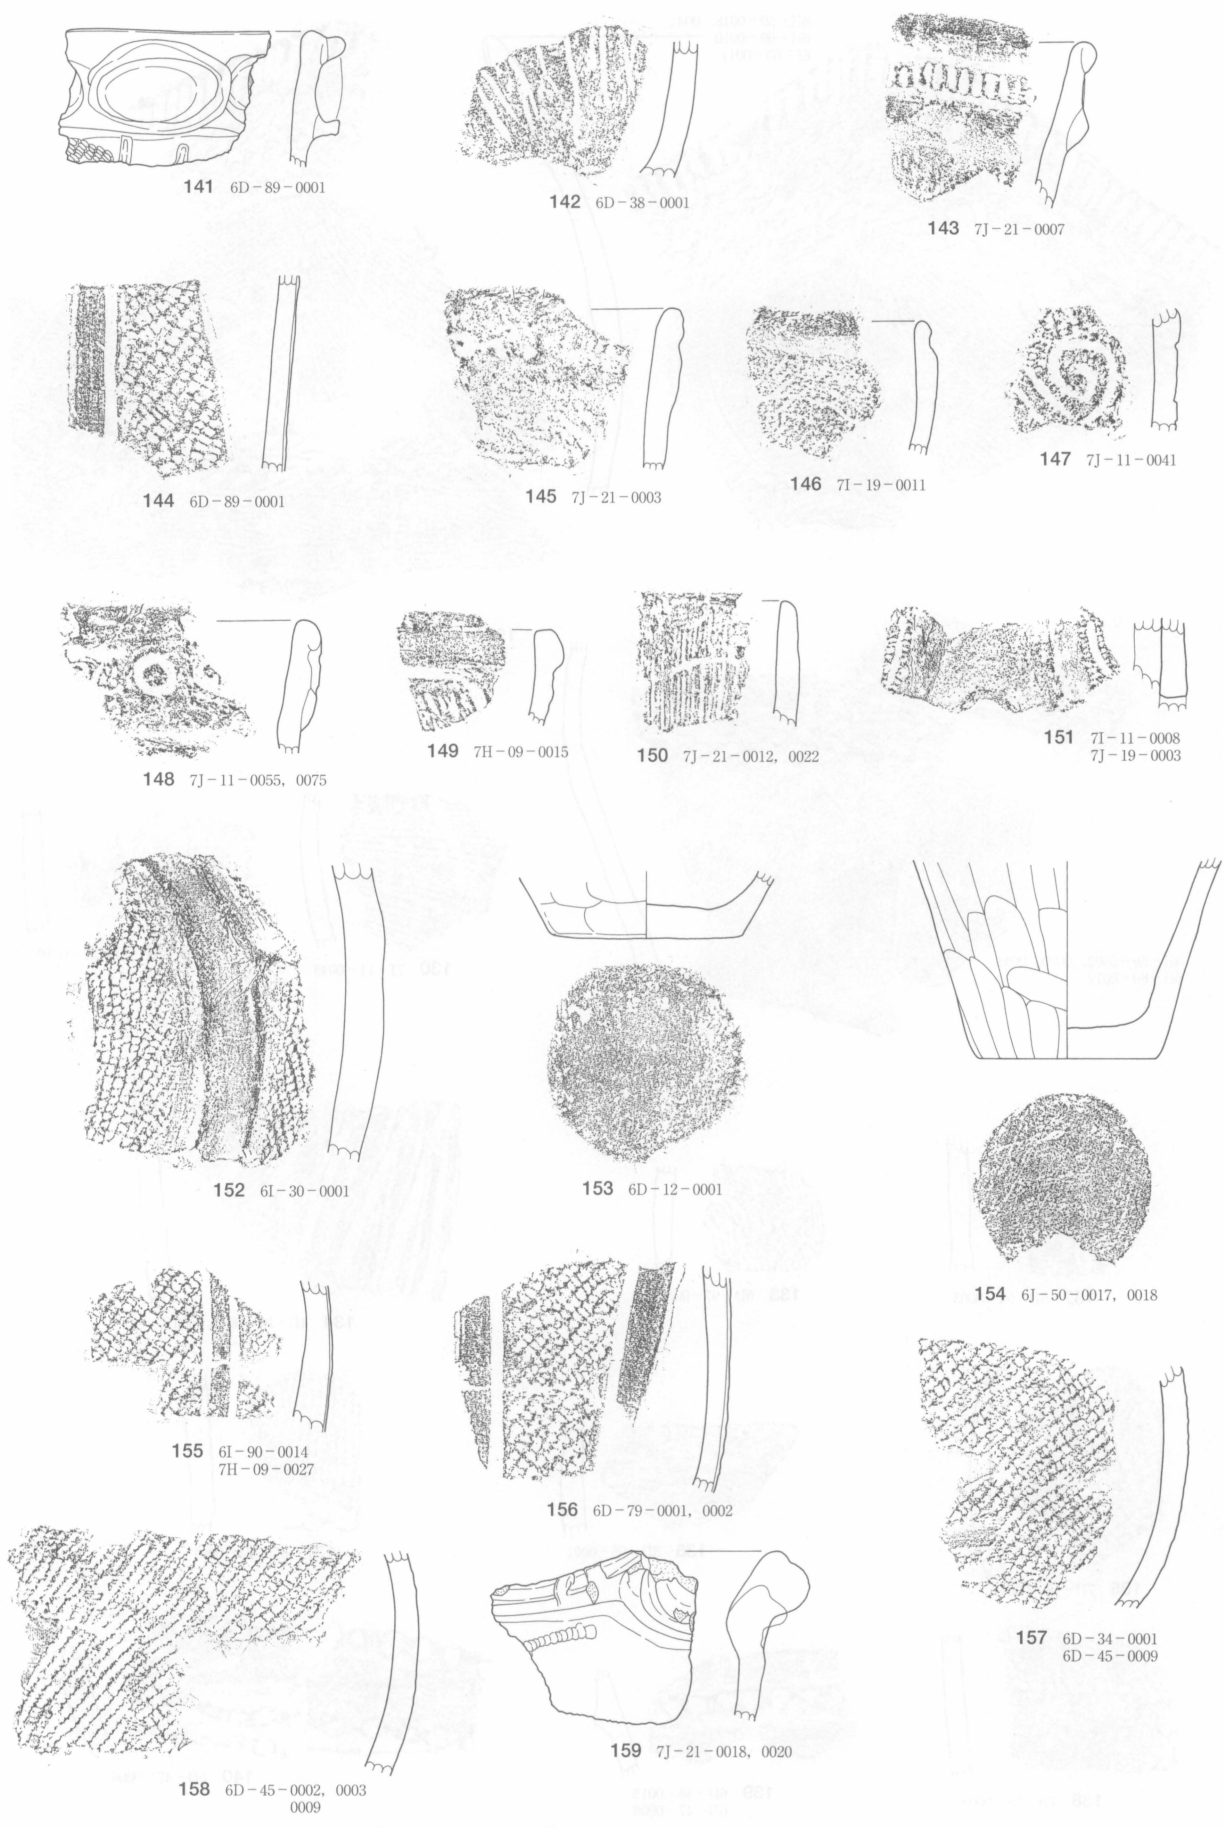 141 6D－89－0001
142 6D－38－0001
143 7J－21－0007
144 6D－89－0001
145 7J－21－0003
146 7I－19－0011
147 7J－11－0041
148 7J－11－0055, 0075
149 7H－09－0015
150 7J－21－0012, 0022
151 7I－11－0008
7J－19－0003
152 6I－30－0001
153 6D－12－0001
154 6J－50－0017, 0018
155 6I－90－0014
7H－09－0027
156 6D－79－0001, 0002
157 6D－34－0001
6D－45－0009
158 6D－45－0002, 0003
0009
159 7J－21－0018, 0020